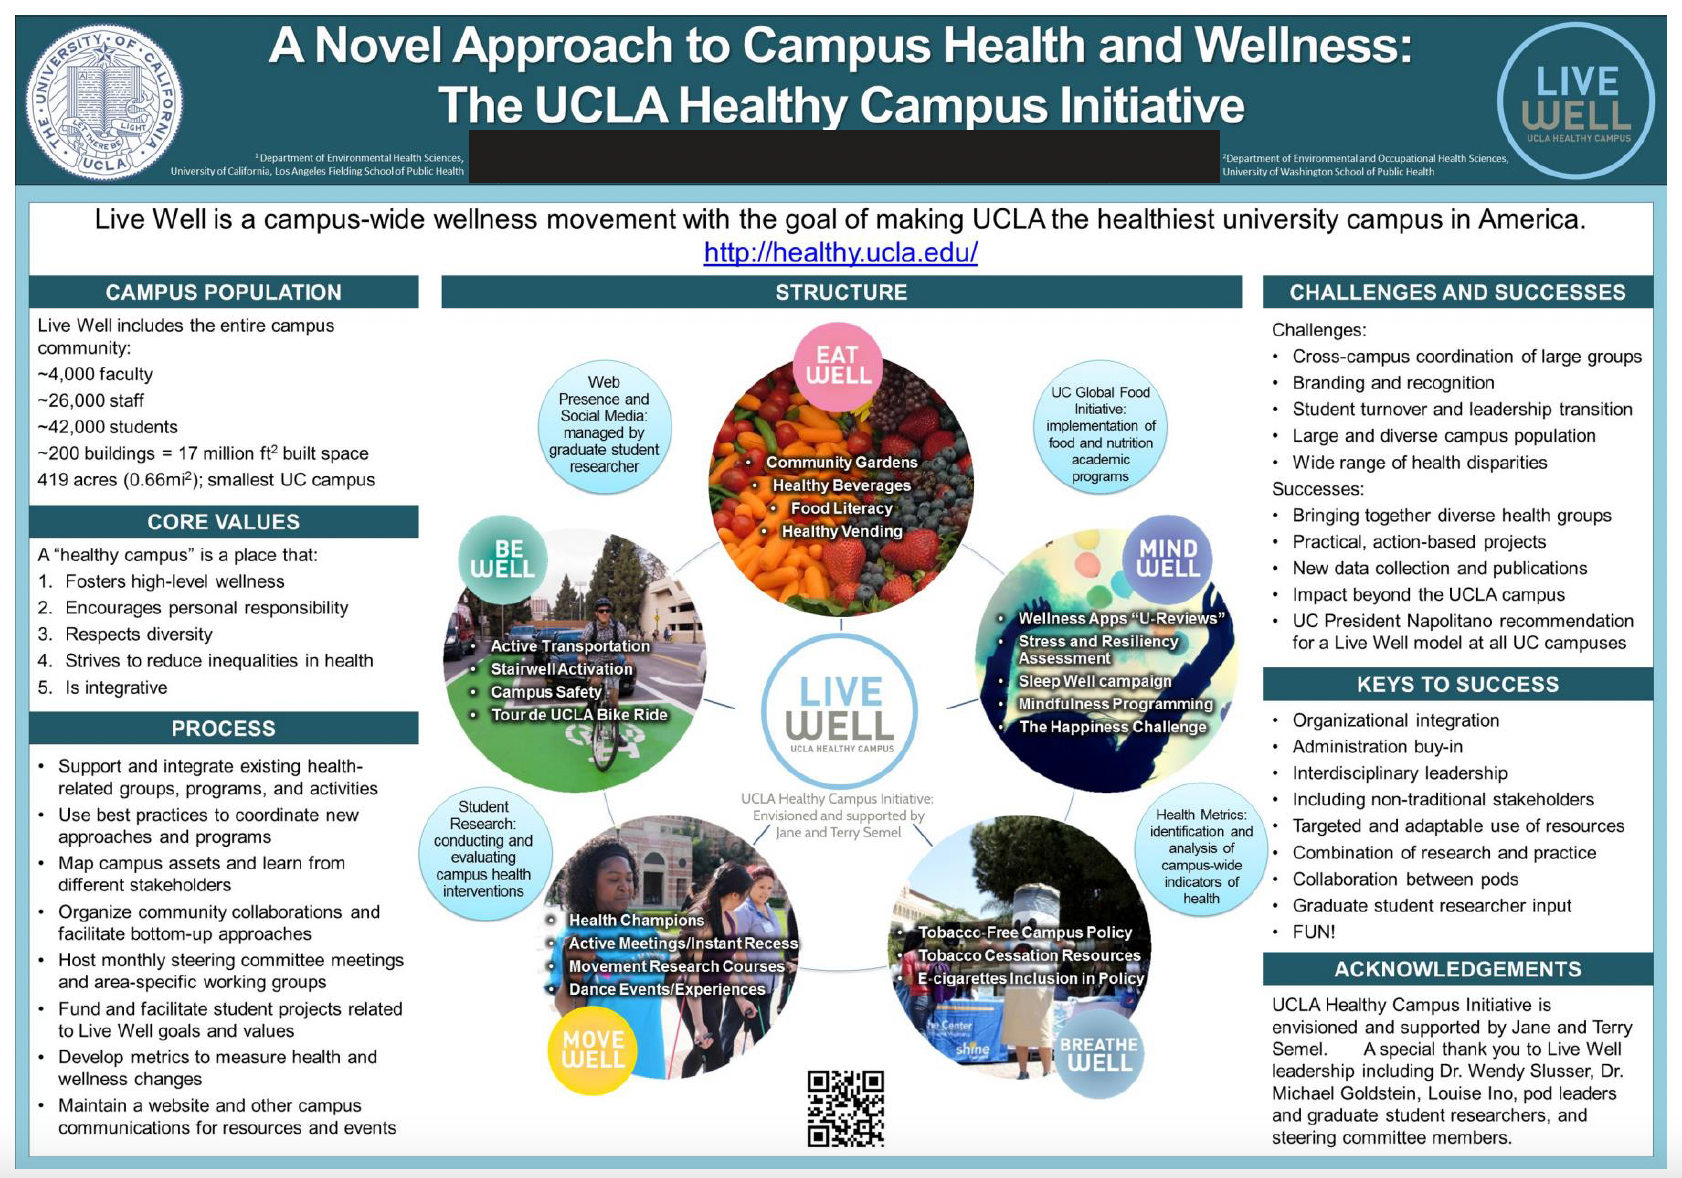 A Novel Approach to Campus Health and Wellness:
The UCLA Healthy Campus Initiative
THE UNIVERSITY OF CALIFORNIA
LET THERE BE LIGHT
UCLA
1Department of Environmental Health Sciences,
University of California, Los Angeles Fielding School of Public Health
2Department of Environmental and Occupational Health Sciences,
University of Washington School of Public Health
LIVE
WELL
UCLA HEALTHY CAMPUS
Live Well is a campus-wide wellness movement with the goal of making UCLA the healthiest university campus in America.
http://healthy.ucla.edu/
CAMPUS POPULATION
Live Well includes the entire campus
community:
~4,000 faculty
~26,000 staff
~42,000 students
~200 buildings = 17 million ft2 built space
419 acres (0.66mi2); smallest UC campus
CORE VALUES
A “healthy campus” is a place that:
1. Fosters high-level wellness
2. Encourages personal responsibility
3. Respects diversity
4. Strives to reduce inequalities in health
5. Is integrative
PROCESS
• Support and integrate existing health-
related groups, programs, and activities
• Use best practices to coordinate new
approaches and programs
• Map campus assets and learn from
different stakeholders
• Organize community collaborations and
facilitate bottom-up approaches
• Host monthly steering committee meetings
and area-specific working groups
• Fund and facilitate student projects related
to Live Well goals and values
• Develop metrics to measure health and
wellness changes
• Maintain a website and other campus
communications for resources and events
STRUCTURE
Web
Presence and
Social Media:
managed by
graduate student
researcher
EAT
WELL
• Community Gardens
• Healthy Beverages
• Food Literacy
• Healthy Vending
UC Global Food
Initiative:
implementation of
food and nutrition
academic
programs
BE
WELL
• Active Transportation
• Stairwell Activation
• Campus Safety
• Tour de UCLA Bike Ride
MIND
WELL
• Wellness Apps “U-Reviews”
• Stress and Resiliency
Assessment
• Sleep Well campaign
• Mindfulness Programming
• The Happiness Challenge
LIVE
WELL
UCLA HEALTHY CAMPUS
UCLA Healthy Campus Initiative:
Envisioned and supported by
Jane and Terry Semel
Student
Research:
conducting and
evaluating
campus health
interventions
• Health Champions
• Active Meetings/Instant Recess
• Movement Research Courses
• Dance Events/Experiences
MOVE
WELL
Health Metrics:
identification and
analysis of
campus-wide
indicators of
health
• Tobacco-Free Campus Policy
• Tobacco Cessation Resources
• E-cigarettes Inclusion in Policy
the Center
shine
BREATHE
WELL
CHALLENGES AND SUCCESSES
Challenges:
• Cross-campus coordination of large groups
• Branding and recognition
• Student turnover and leadership transition
• Large and diverse campus population
• Wide range of health disparities
Successes:
• Bringing together diverse health groups
• Practical, action-based projects
• New data collection and publications
• Impact beyond the UCLA campus
• UC President Napolitano recommendation
for a Live Well model at all UC campuses
KEYS TO SUCCESS
• Organizational integration
• Administration buy-in
• Interdisciplinary leadership
• Including non-traditional stakeholders
• Targeted and adaptable use of resources
• Combination of research and practice
• Collaboration between pods
• Graduate student researcher input
• FUN!
ACKNOWLEDGEMENTS
UCLA Healthy Campus Initiative is
envisioned and supported by Jane and Terry
Semel. A special thank you to Live Well
leadership including Dr. Wendy Slusser, Dr.
Michael Goldstein, Louise Ino, pod leaders
and graduate student researchers, and
steering committee members.